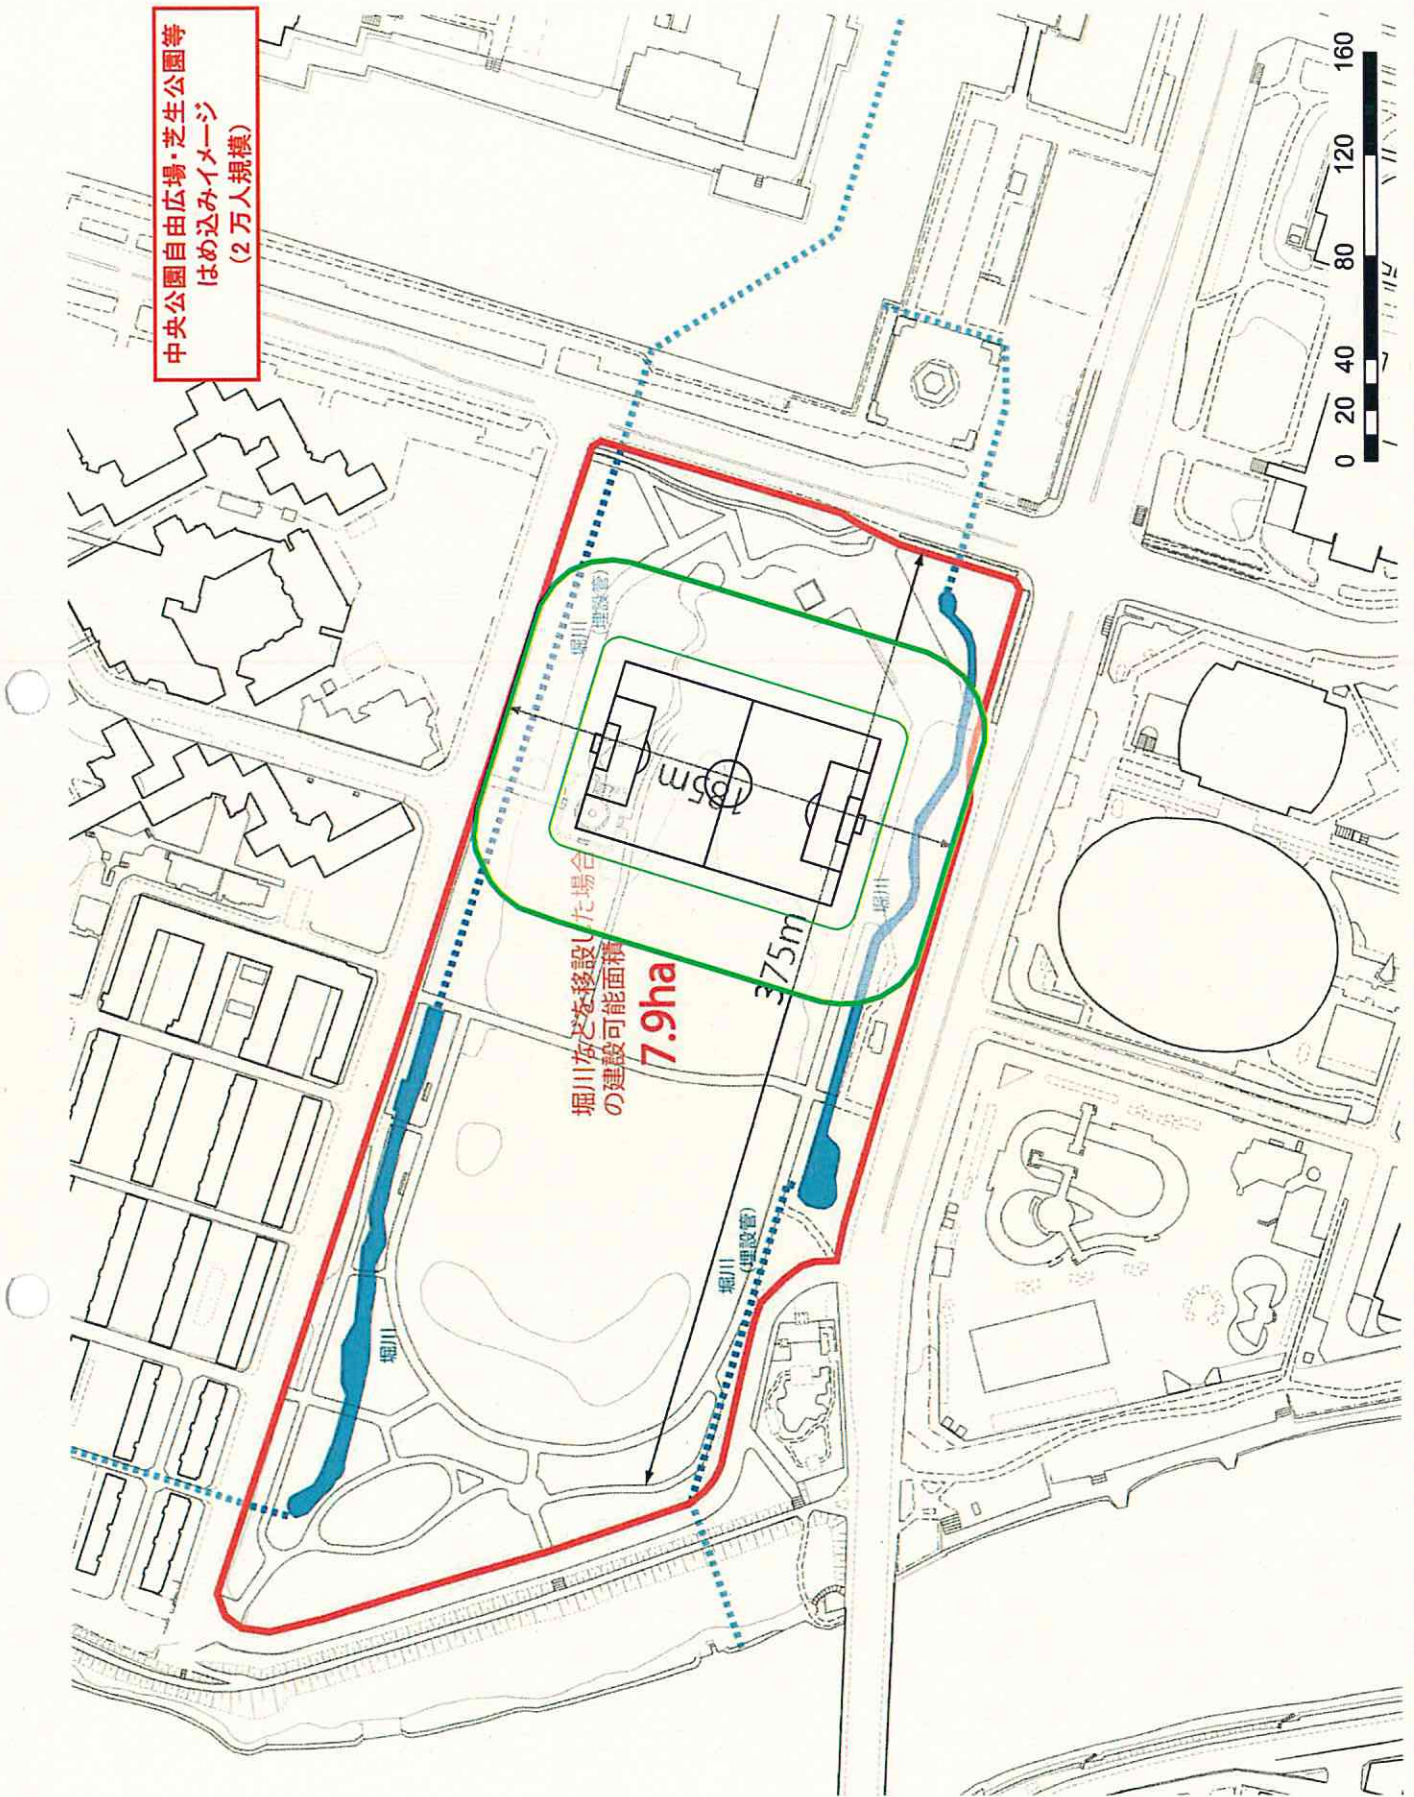 中央公園自由広場・芝生公園等
はめ込みイメージ
(2万人規模)
堀川
(埋設管)
185m
堀川などを移設した場合
の建設可能面積
7.9ha
375m
堀川
堀川
(埋設管)
堀川
0 20 40 80 120 160